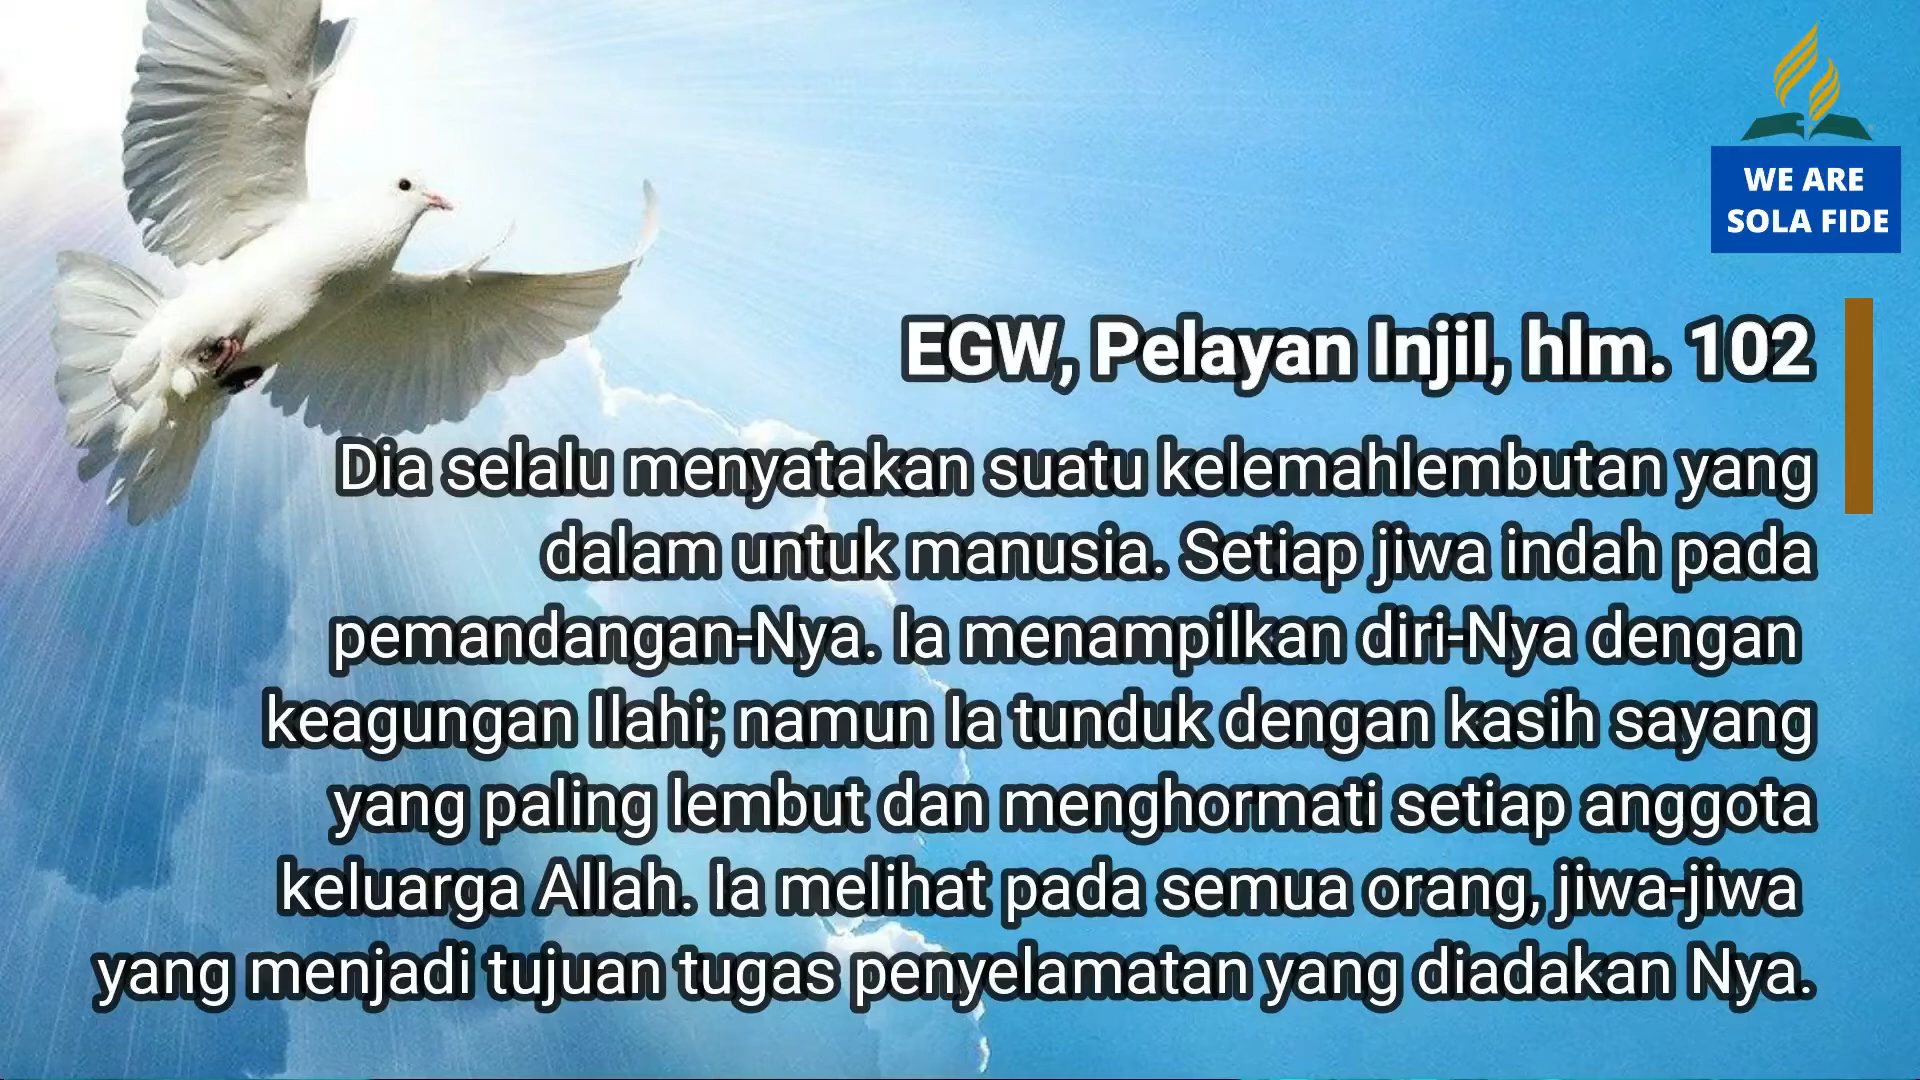 WE ARE
SOLA FIDE
EGW, Pelayan Injil, hlm. 102
Dia selalu menyatakan suatu kelemahlembutan yang
dalam untuk manusia. Setiap jiwa indah pada
pemandangan-Nya. Ia menampilkan diri-Nya dengan
keagungan Ilahi; namun Ia tunduk dengan kasih sayang
yang paling lembut dan menghormati setiap anggota
keluarga Allah. Ia melihat pada semua orang, jiwa-jiwa
yang menjadi tujuan tugas penyelamatan yang diadakan Nya.